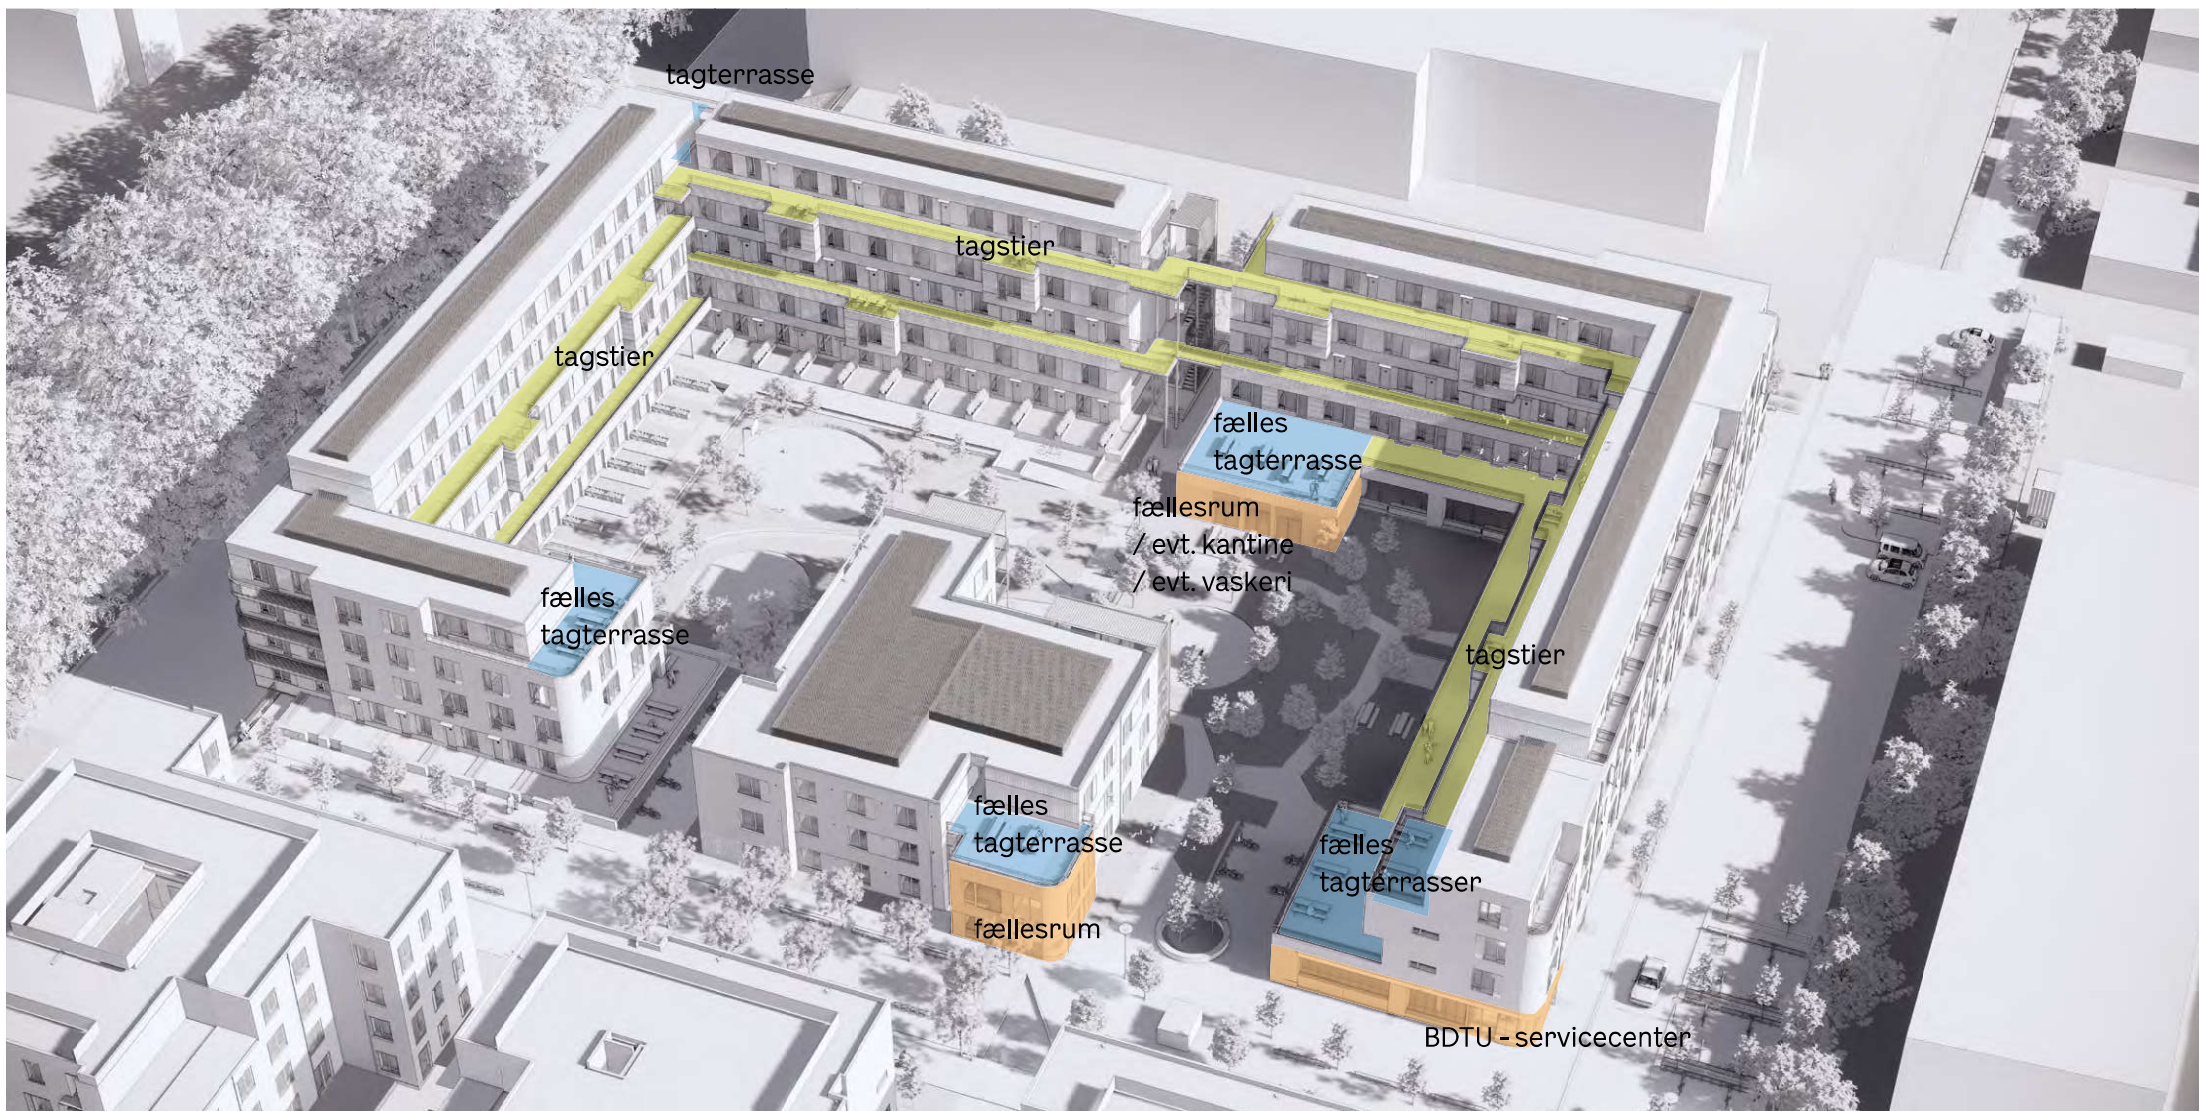 tagterrasse
tagstier
tagstier
fælles
tagterrasse
fællesrum
/ evt. kantine
/ evt. vaskeri
fælles
tagterrasse
tagstier
fælles
tagterrasse
fællesrum
fælles
tagterrasser
BDTU - servicecenter